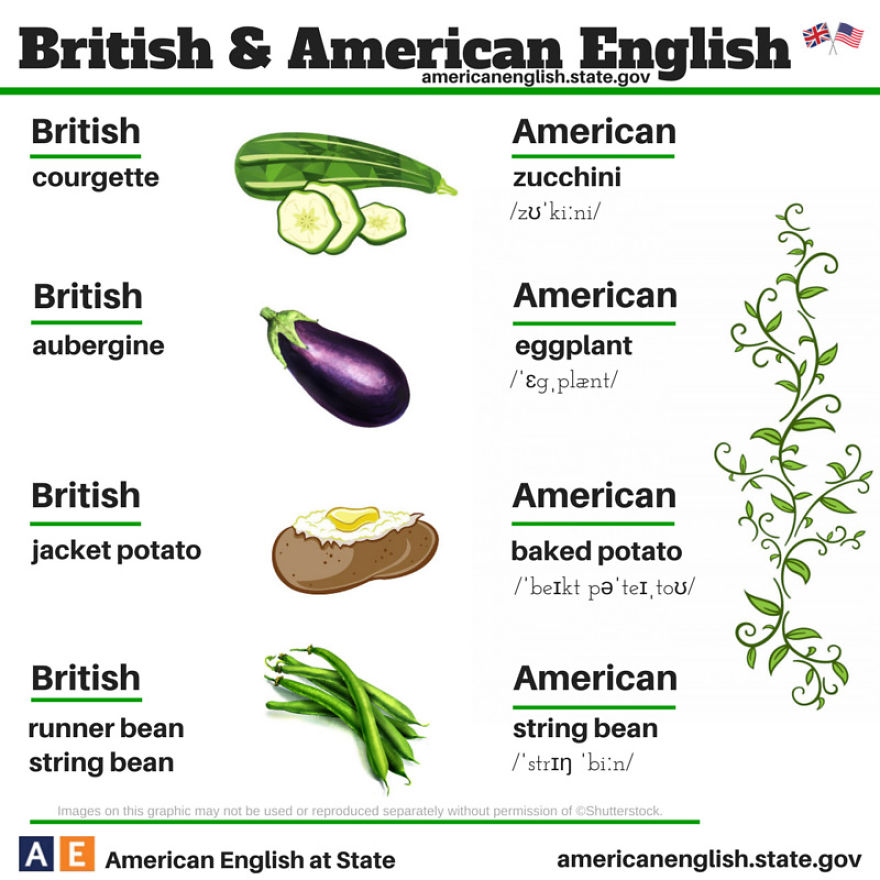 British & American English
americanenglish.state.gov
British
American
courgette
zucchini
/zʊˈkiːni/
British
American
aubergine
eggplant
/ˈɛgˌplænt/
British
American
jacket potato
baked potato
/ˈbeɪkt pəˈteɪˌtoʊ/
British
American
runner bean
string bean
string bean
/ˈstrɪŋ ˈbiːn/
Images on this graphic may not be used or reproduced separately without permission of ©Shutterstock.
AE American English at State
americanenglish.state.gov